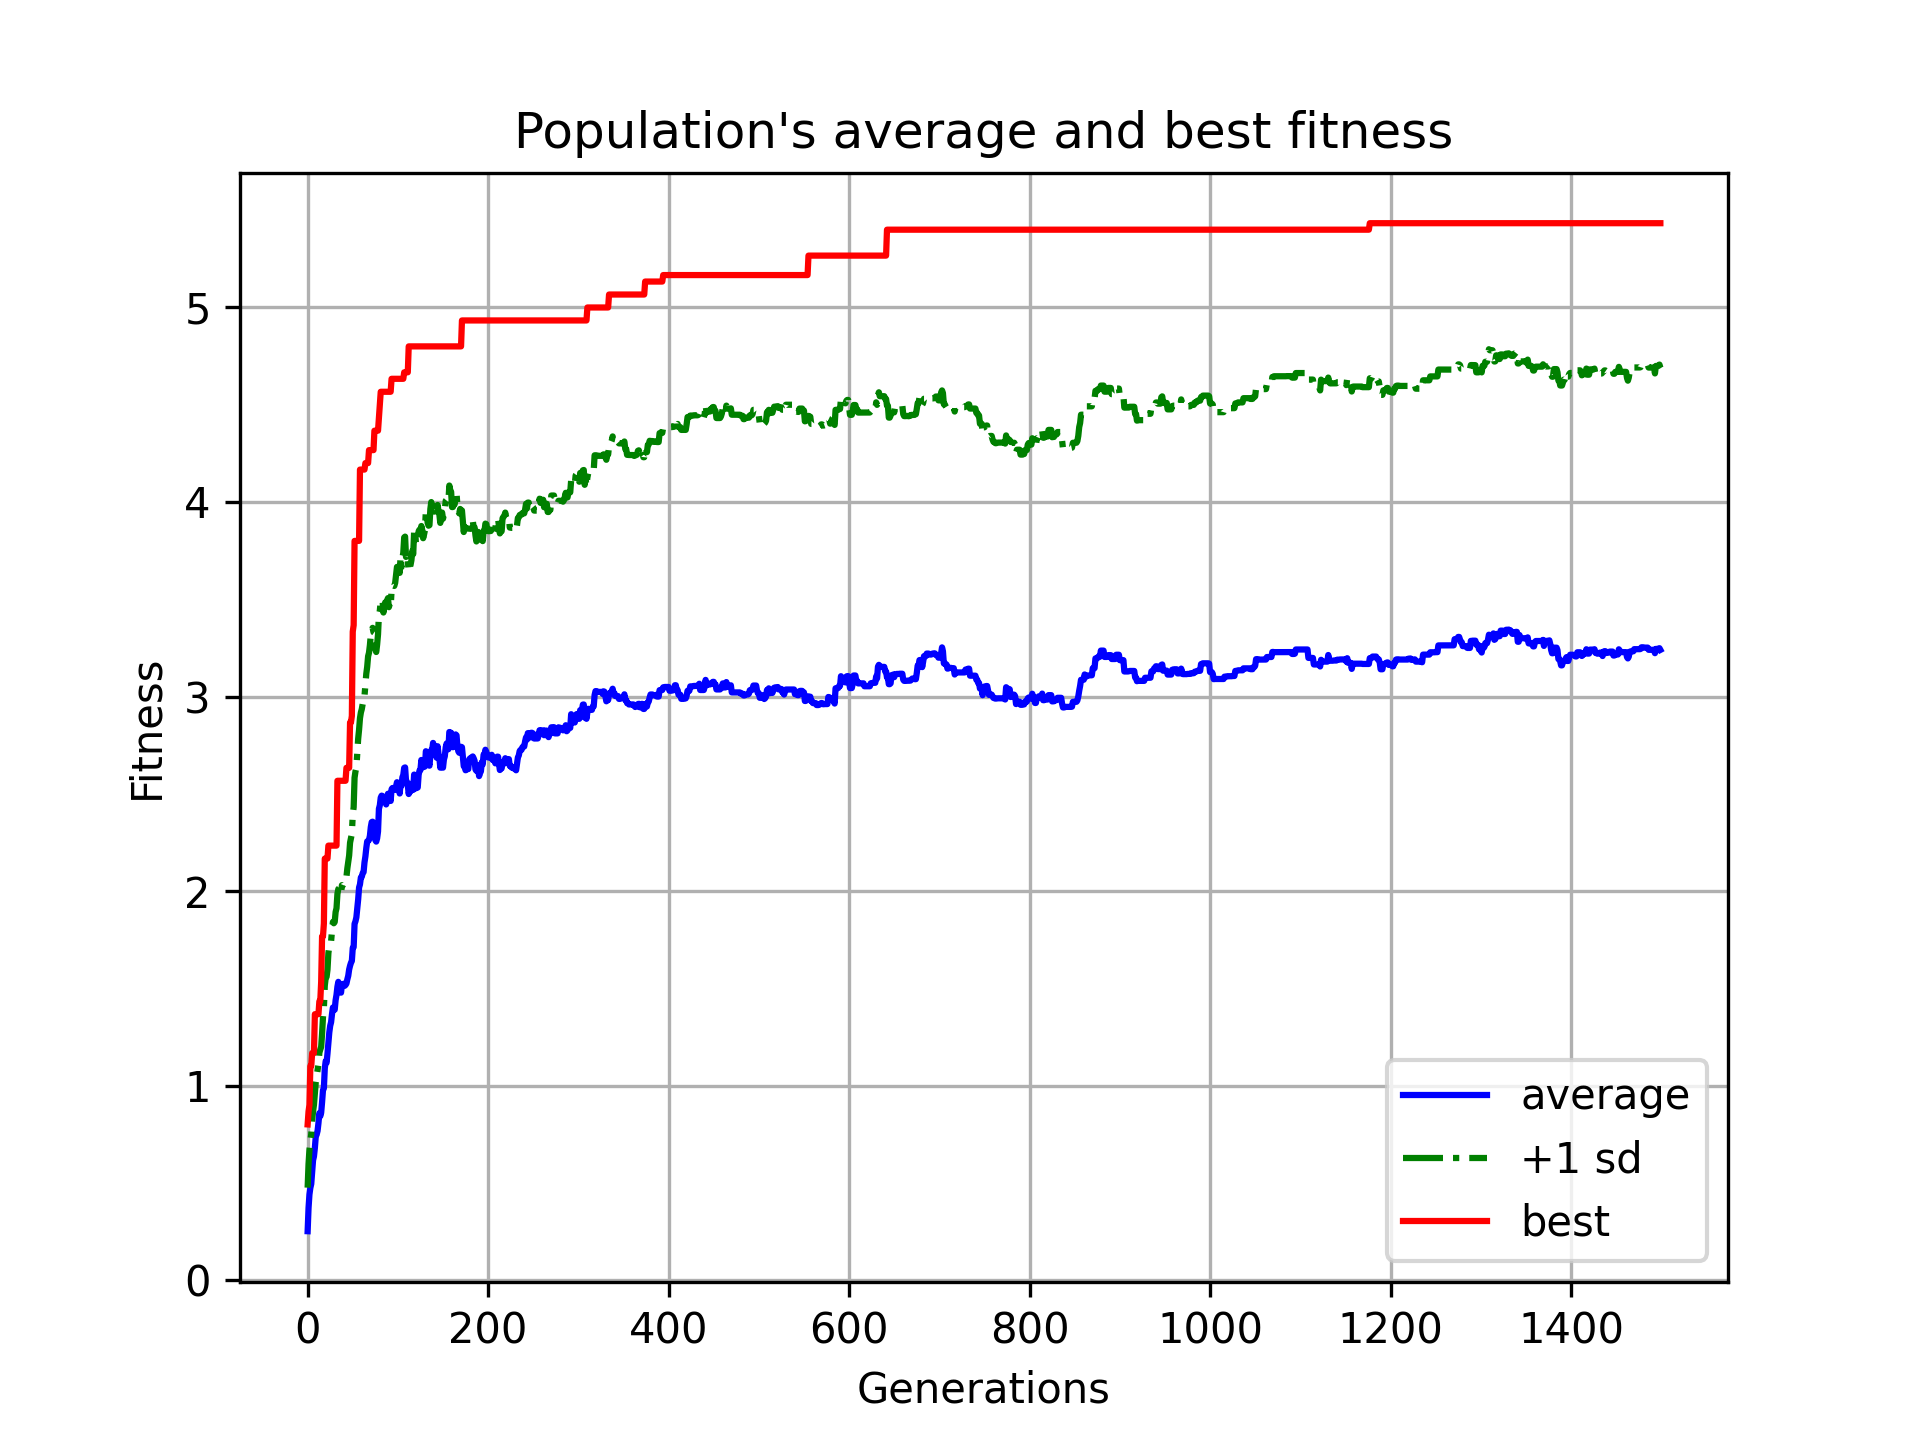 Population's average and best fitness
Fitness
5
4
3
2
1
0
0 200 400 600 800 1000 1200 1400
Generations
average
+1 sd
best